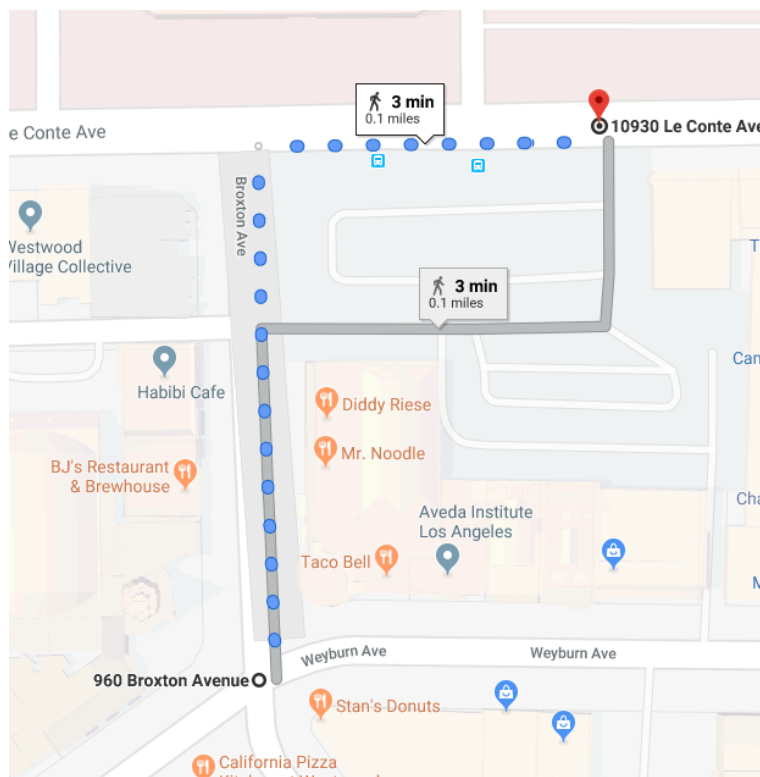 3 min
0.1 miles
10930 Le Conte Ave
e Conte Ave
Broxton Ave
Westwood
Village Collective
3 min
0.1 miles
Habibi Cafe
Diddy Riese
Mr. Noodle
BJ's Restaurant
& Brewhouse
Aveda Institute
Los Angeles
Taco Bell
Weyburn Ave
Weyburn Ave
960 Broxton Avenue
Stan's Donuts
California Pizza